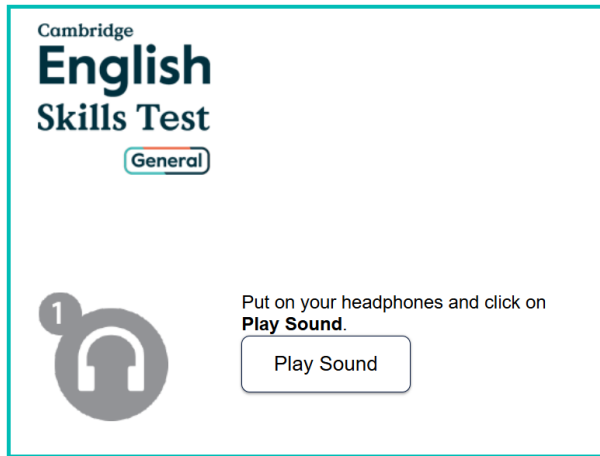 Cambridge
English
Skills Test
General
1
Put on your headphones and click on
Play Sound.
Play Sound